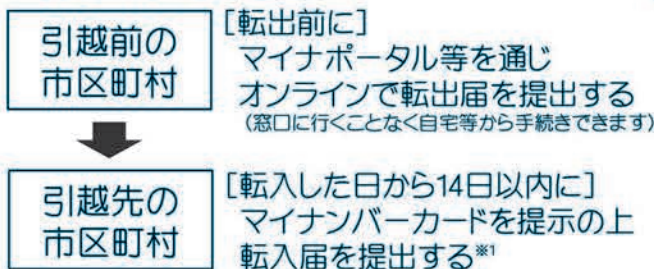 引越前の
市区町村
［転出前に］
マイナポータル等を通じ
オンラインで転出届を提出する
（窓口に行くことなく自宅等から手続きできます）
引越先の
市区町村
［転入した日から14日以内に］
マイナンバーカードを提示の上
転入届を提出する※1